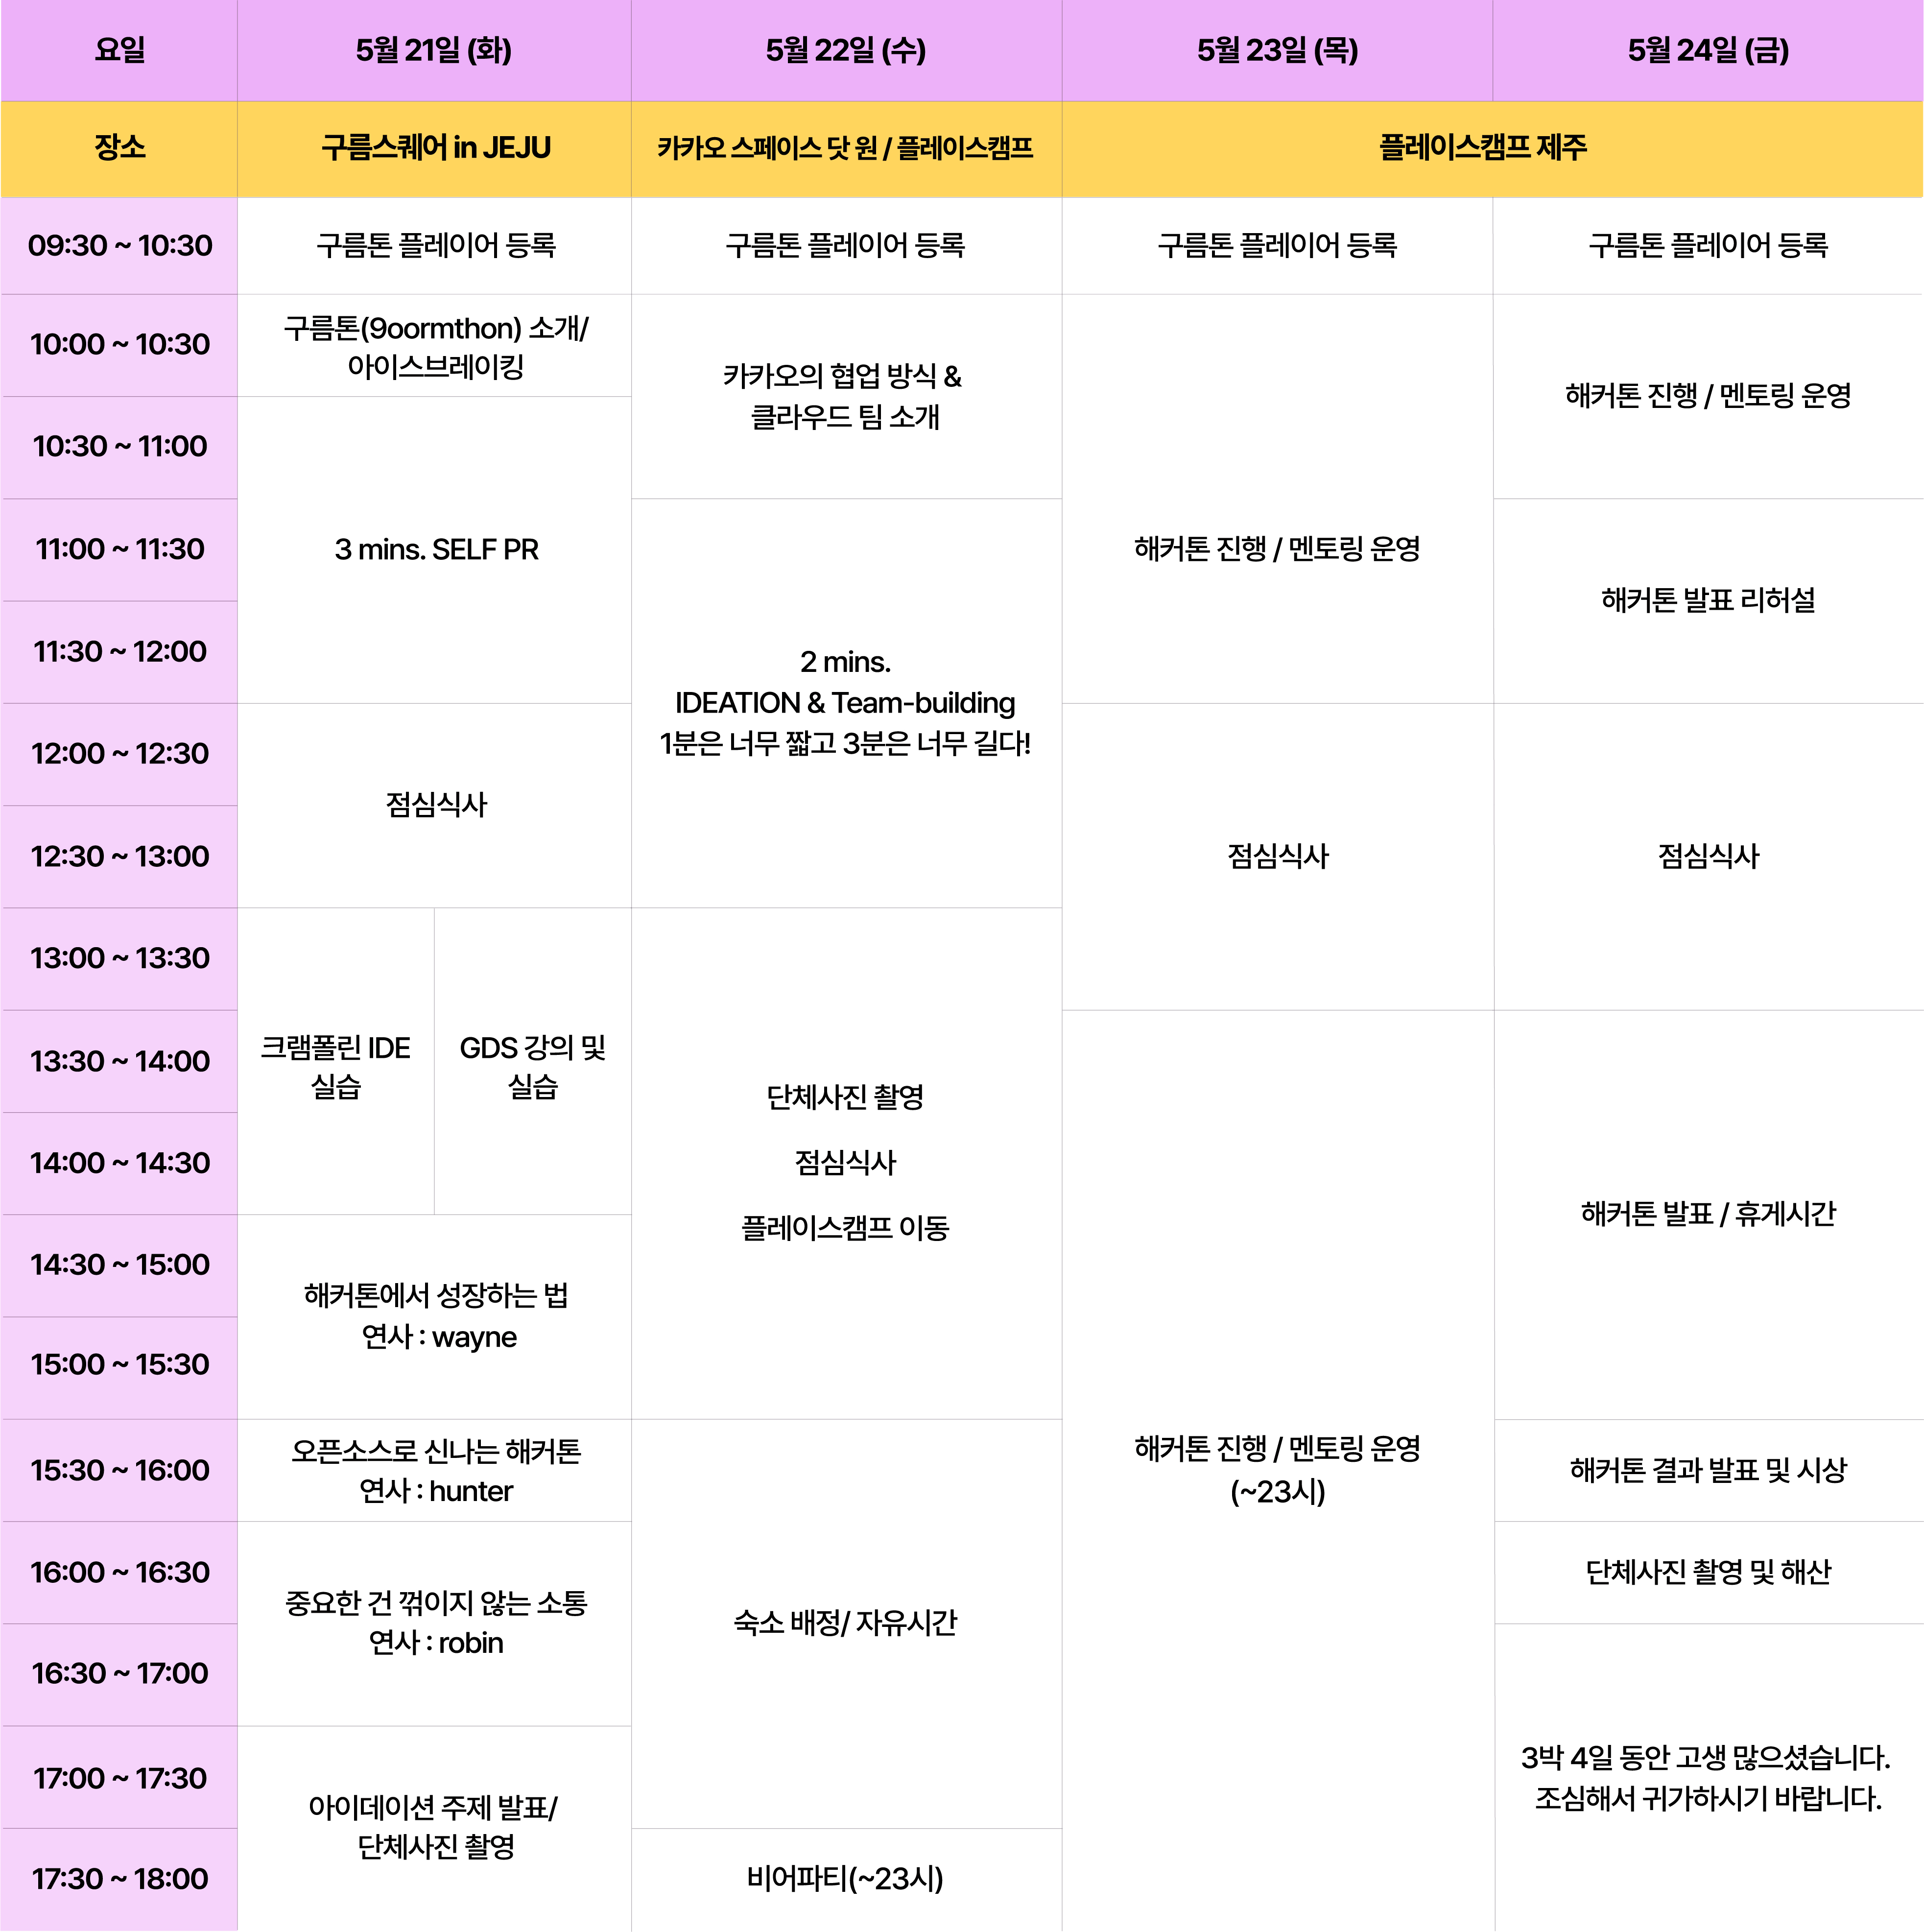 요일
5월 21일 (화)
5월 22일 (수)
5월 23일 (목)
5월 24일 (금)
장소
구름스퀘어 in JEJU
카카오 스페이스 닷 원 / 플레이스캠프
플레이스캠프 제주
09:30 ~ 10:30
구름톤 플레이어 등록
구름톤 플레이어 등록
구름톤 플레이어 등록
구름톤 플레이어 등록
10:00 ~ 10:30
구름톤(9oormthon) 소개/
아이스브레이킹
카카오의 협업 방식 &
클라우드 팀 소개
해커톤 진행 / 멘토링 운영
10:30 ~ 11:00
11:00 ~ 11:30
3 mins. SELF PR
해커톤 진행 / 멘토링 운영
해커톤 발표 리허설
11:30 ~ 12:00
2 mins.
IDEATION & Team-building
1분은 너무 짧고 3분은 너무 길다!
12:00 ~ 12:30
점심식사
12:30 ~ 13:00
점심식사
점심식사
13:00 ~ 13:30
13:30 ~ 14:00
크램폴린 IDE
실습
GDS 강의 및
실습
단체사진 촬영
점심식사
플레이스캠프 이동
14:00 ~ 14:30
해커톤 발표 / 휴게시간
14:30 ~ 15:00
해커톤에서 성장하는 법
연사 : wayne
15:00 ~ 15:30
15:30 ~ 16:00
오픈소스로 신나는 해커톤
연사 : hunter
해커톤 진행 / 멘토링 운영
(~23시)
해커톤 결과 발표 및 시상
16:00 ~ 16:30
중요한 건 꺾이지 않는 소통
연사 : robin
숙소 배정/ 자유시간
단체사진 촬영 및 해산
16:30 ~ 17:00
17:00 ~ 17:30
아이데이션 주제 발표/
단체사진 촬영
3박 4일 동안 고생 많으셨습니다.
조심해서 귀가하시기 바랍니다.
17:30 ~ 18:00
비어파티(~23시)